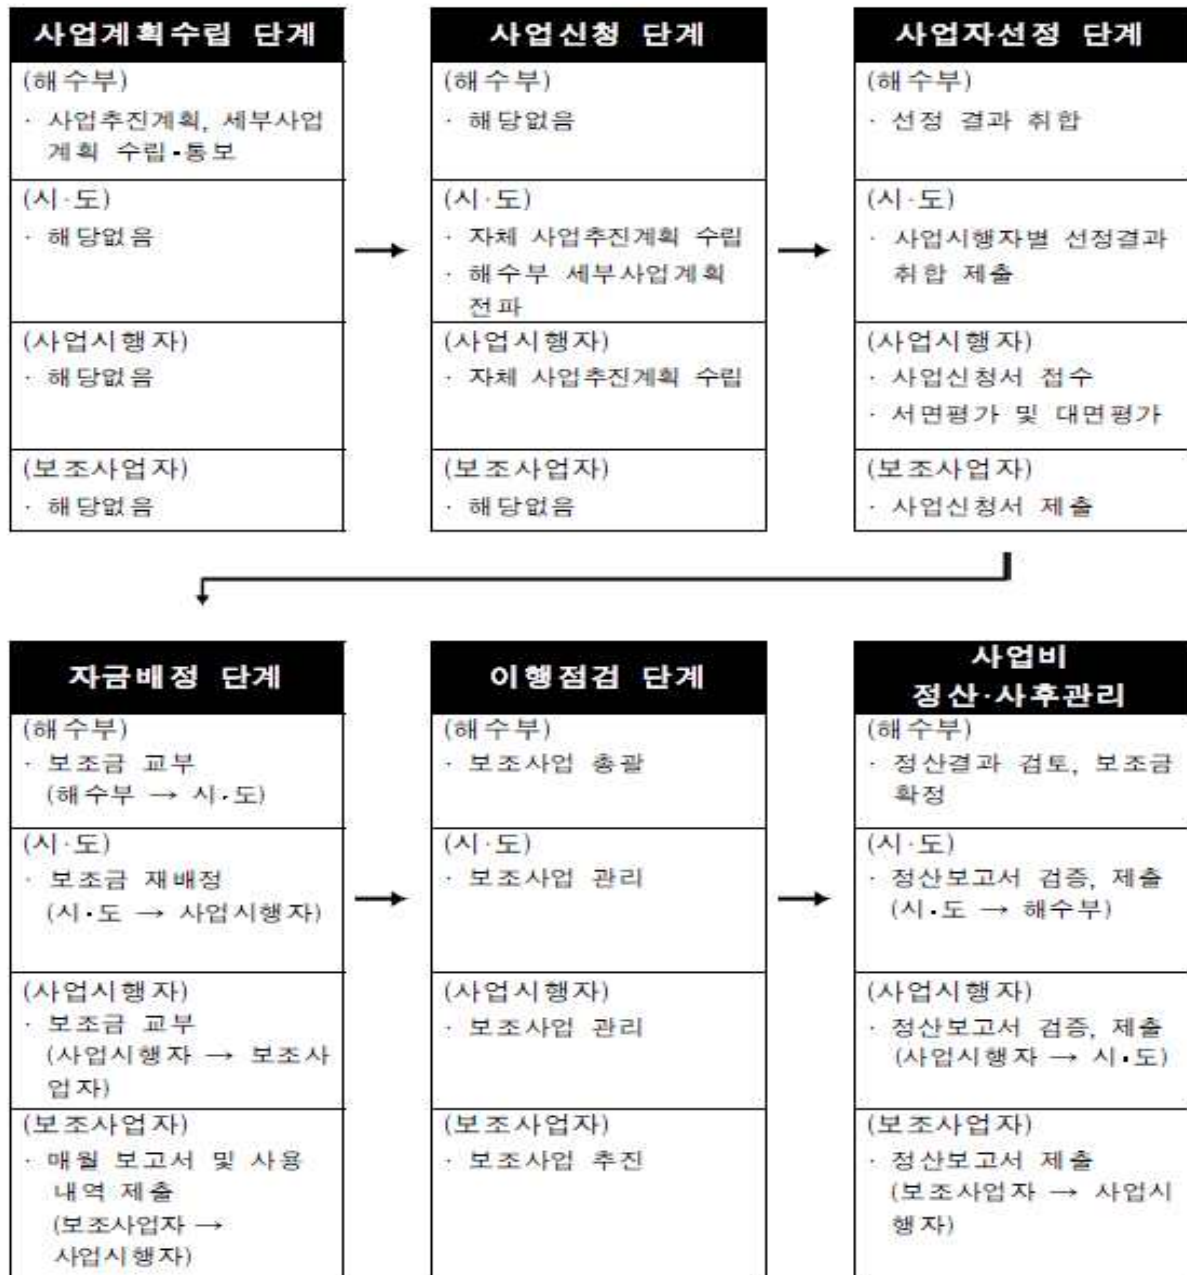 사업계획수립 단계
(해수부)
· 사업추진계획, 세부사업
계획 수립·통보
(시·도)
· 해당없음
(사업시행자)
· 해당없음
(보조사업자)
· 해당없음
사업신청 단계
(해수부)
· 해당없음
(시·도)
· 자체 사업추진계획 수립
· 해수부 세부사업계획
전파
(사업시행자)
· 자체 사업추진계획 수립
(보조사업자)
· 해당없음
사업자선정 단계
(해수부)
· 선정 결과 취합
(시·도)
· 사업시행자별 선정결과
취합 제출
(사업시행자)
· 사업신청서 접수
· 서면평가 및 대면평가
(보조사업자)
· 사업신청서 제출
자금배정 단계
(해수부)
· 보조금 교부
(해수부 → 시·도)
(시·도)
· 보조금 재배정
(시·도 → 사업시행자)
(사업시행자)
· 보조금 교부
(사업시행자 → 보조사
업자)
(보조사업자)
· 매월 보고서 및 사용
내역 제출
(보조사업자 →
사업시행자)
이행점검 단계
(해수부)
· 보조사업 총괄
(시·도)
· 보조사업 관리
(사업시행자)
· 보조사업 관리
(보조사업자)
· 보조사업 추진
사업비
정산·사후관리
(해수부)
· 정산결과 검토, 보조금
확정
(시·도)
· 정산보고서 검증, 제출
(시·도 → 해수부)
(사업시행자)
· 정산보고서 검증, 제출
(사업시행자 → 시·도)
(보조사업자)
· 정산보고서 제출
(보조사업자 → 사업시
행자)